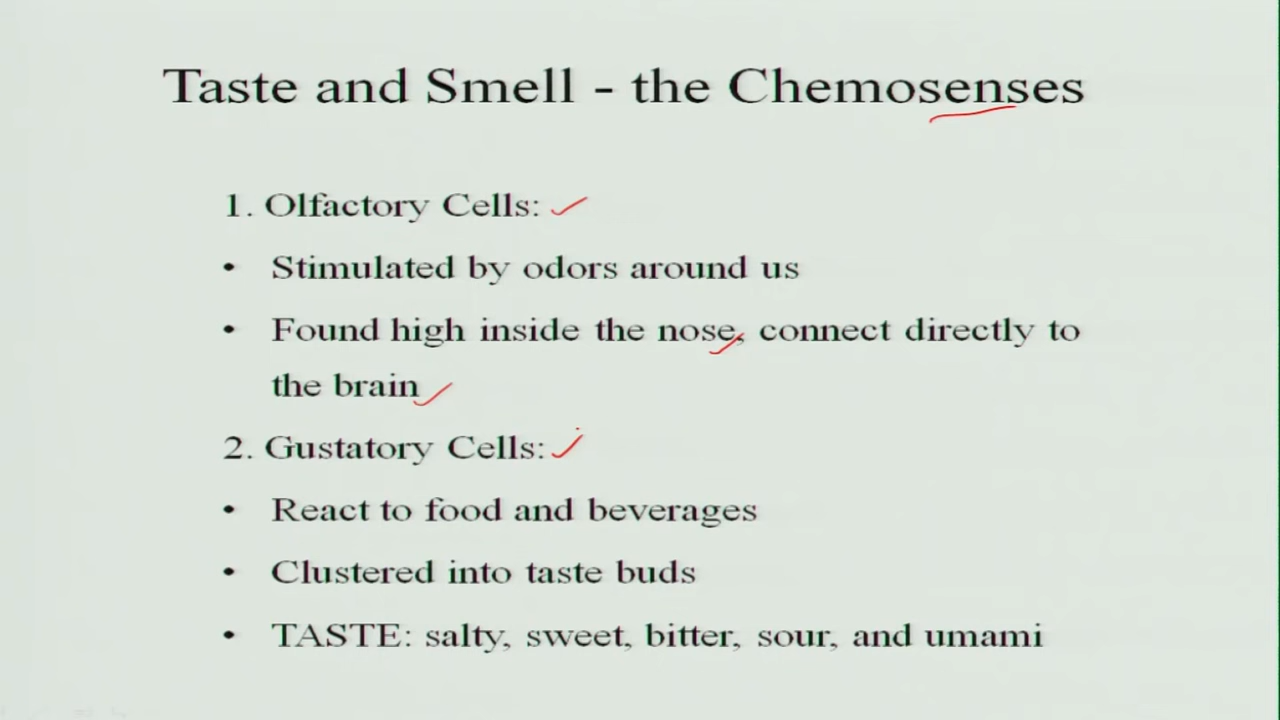 Taste and Smell - the Chemosenses
1. Olfactory Cells:
• Stimulated by odors around us
• Found high inside the nose, connect directly to
the brain
2. Gustatory Cells:
• React to food and beverages
• Clustered into taste buds
• TASTE: salty, sweet, bitter, sour, and umami